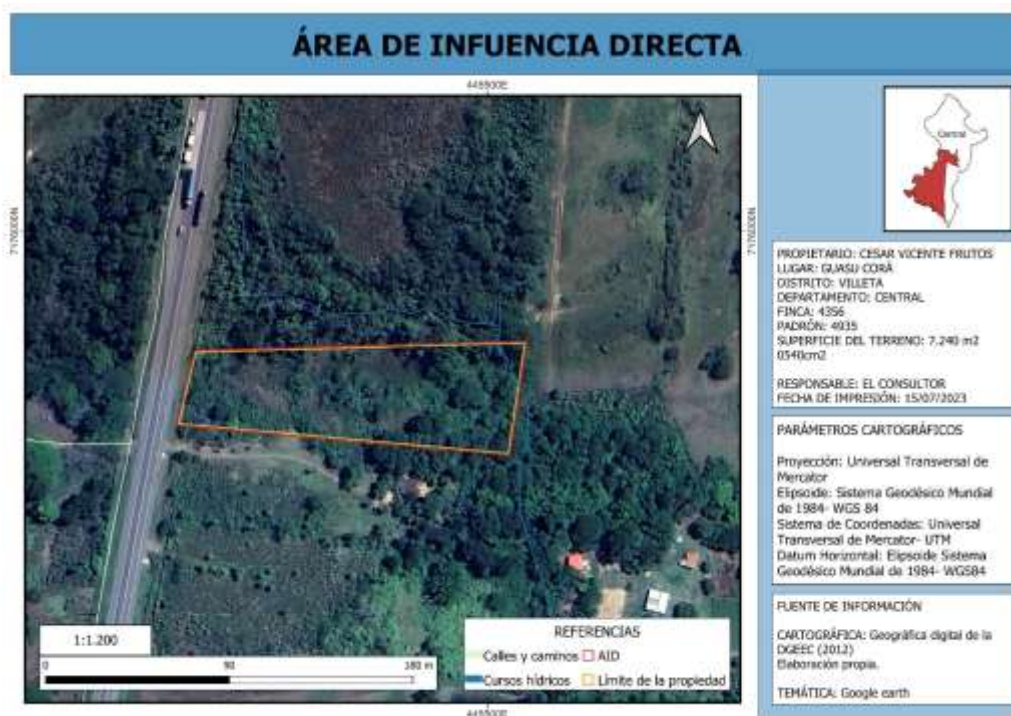 ÁREA DE INFUENCIA DIRECTA
Central
PROPIETARIO: CESAR VICENTE FRUTOS
LUGAR: GUASU CORÁ
DISTRITO: VILLETA
DEPARTAMENTO: CENTRAL
FINCA: 4356
PADRÓN: 4935
SUPERFICIE DEL TERRENO: 7.240 m2
0540cm2
RESPONSABLE: EL CONSULTOR
FECHA DE IMPRESIÓN: 15/07/2023
PARÁMETROS CARTOGRÁFICOS
Proyección: Universal Transversal de
Mercator
Elipsoide: Sistema Geodésico Mundial
de 1984- WGS 84
Sistema de Coordenadas: Universal
Transversal de Mercator- UTM
Datum Horizontal: Elipsoide Sistema
Geodésico Mundial de 1984- WGS84
FUENTE DE INFORMACIÓN
CARTOGRÁFICA: Geográfica digital de la
DGEEC (2012)
Elaboración propia.
TEMÁTICA: Google earth
1:1.200
0 90 180 m
REFERENCIAS
Calles y caminos AID
Cursos hídricos Límite de la propiedad